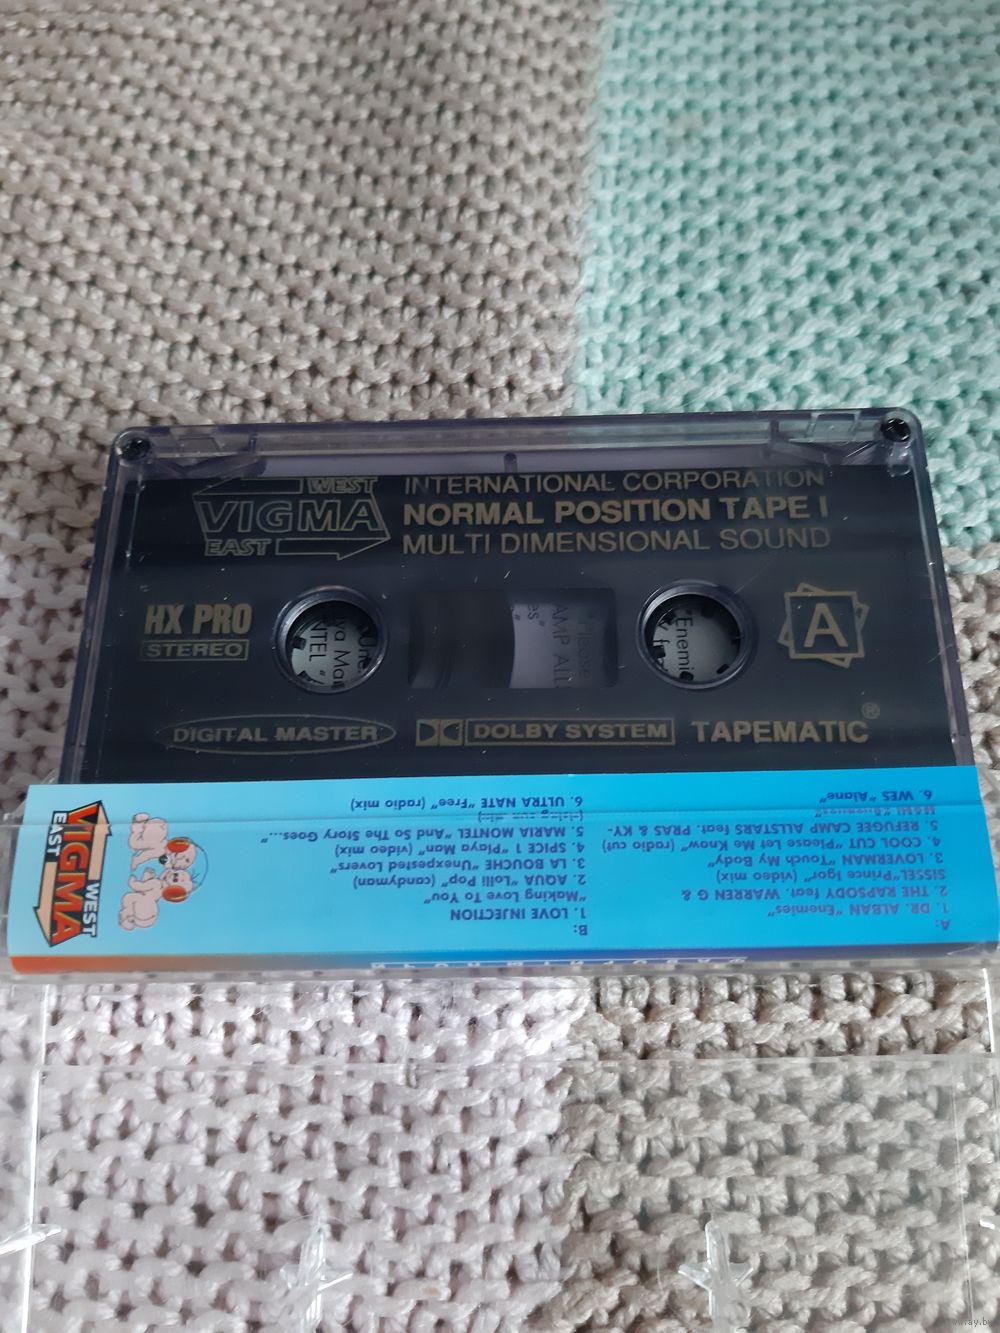 WEST
VIGMA
EAST
INTERNATIONAL CORPORATION
NORMAL POSITION TAPE I
MULTI DIMENSIONAL SOUND
HX PRO
STEREO
A
DIGITAL MASTER
DOLBY SYSTEM
TAPEMATIC®
A:
1. DR. ALBAN "Enemies"
2. THE RAPSODY feat. WARREN G &
SISSEL "Prince Igor" (video mix)
3. LOVERMAN "Touch My Body"
4. COOL CUT "Please Let Me Know" (radio cut)
5. REFUGEE CAMP ALLSTARS feat. PRAS & KY-
6. WES "Alane"
B:
1. LOVE INJECTION
"Making Love To You"
2. AQUA "Lolli Pop" (candyman)
3. LA BOUCHE "Unexpested Lovers"
4. SPICE 1 "Playa Man" (video mix)
5. MARIA MONTEL "And So The Story Goes..."
6. ULTRA NATE "Free" (radio mix)
WEST
VIGMA
EAST